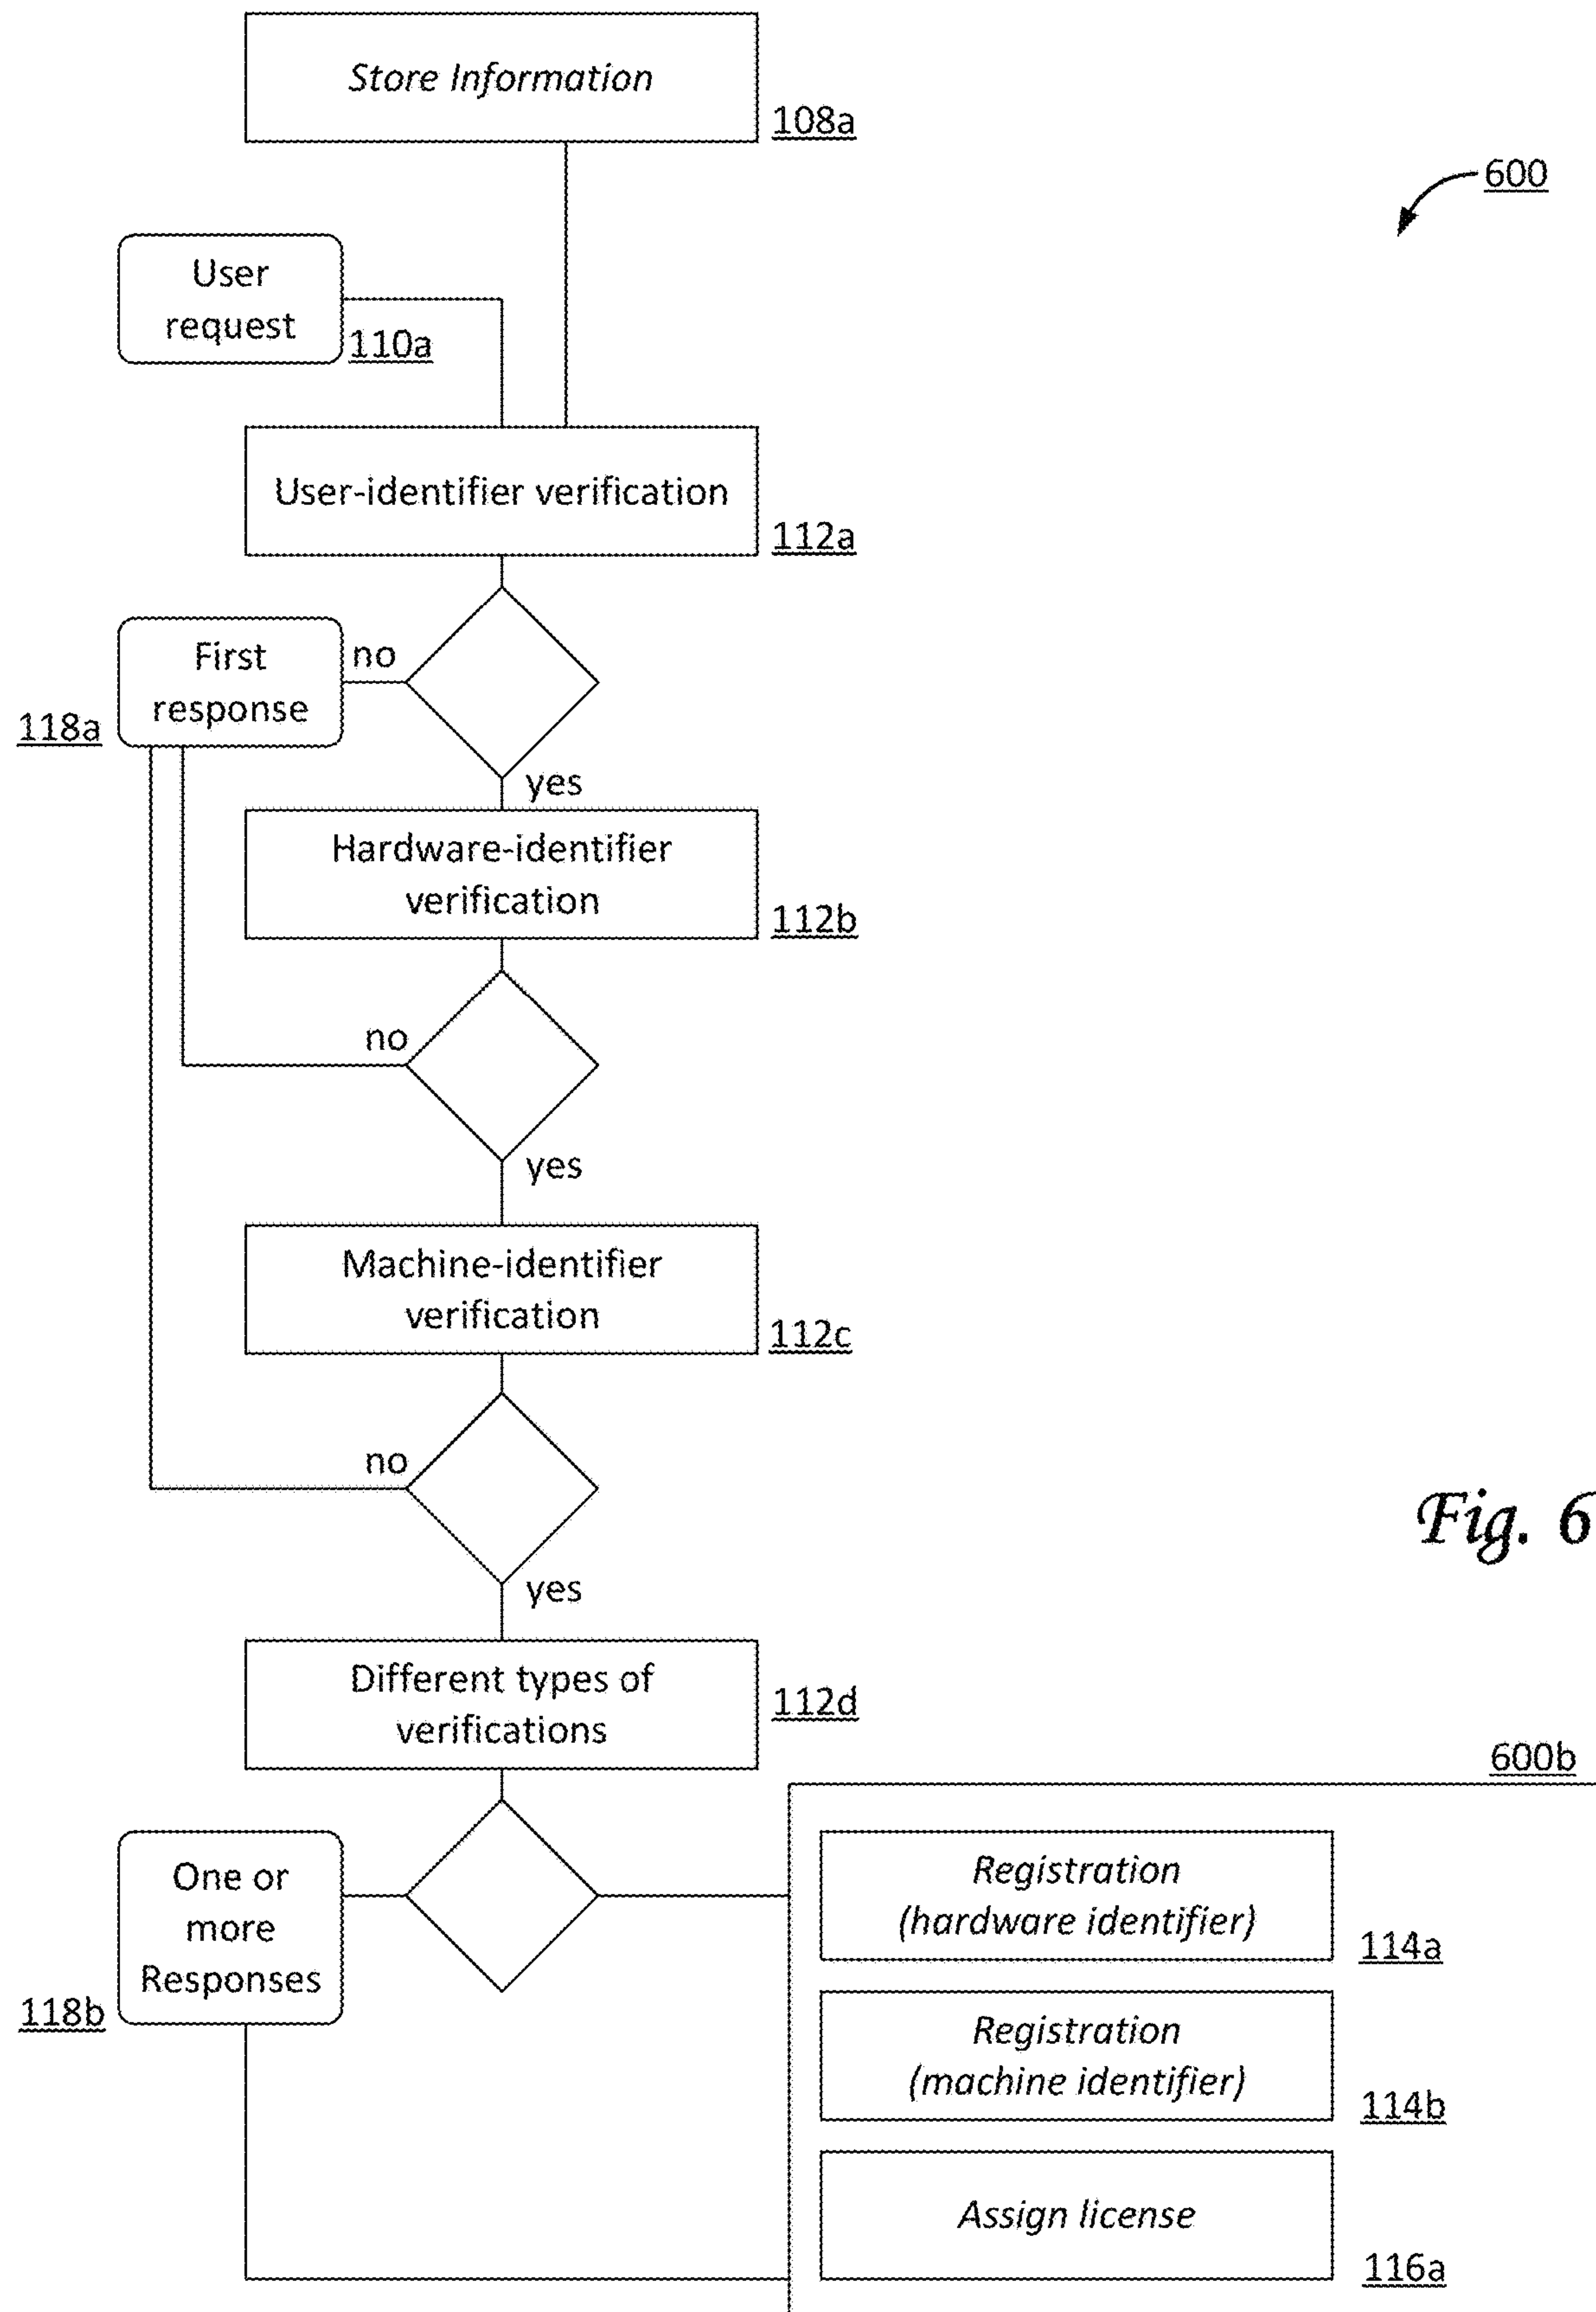 Store Information
108a
600
User
request
110a
User-identifier verification
112a
First
response
118a
no
yes
Hardware-identifier
verification
112b
no
yes
Machine-identifier
verification
112c
no
Fig. 6
yes
Different types of
verifications
112d
600b
One or
more
Responses
118b
Registration
(hardware identifier)
114a
Registration
(machine identifier)
114b
Assign license
116a